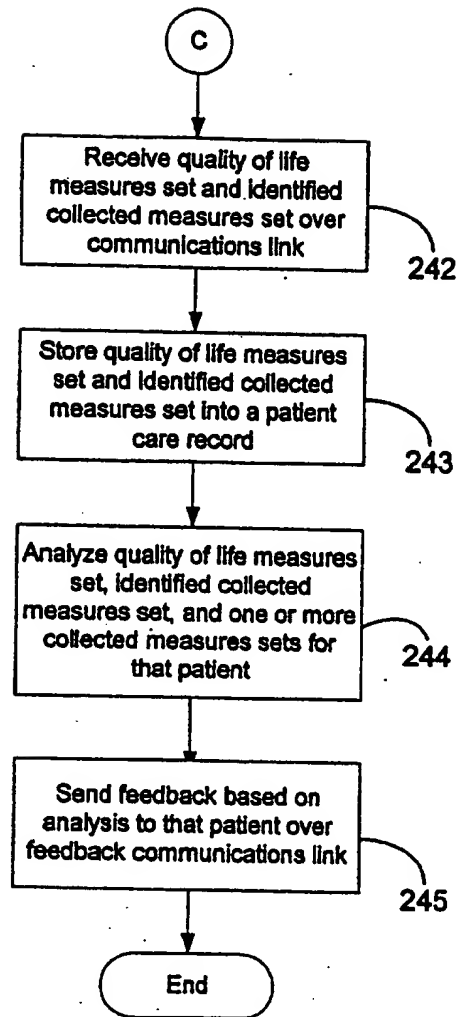 C
Receive quality of life
measures set and identified
collected measures set over
communications link
242
Store quality of life measures
set and identified collected
measures set into a patient
care record
243
Analyze quality of life measures
set, identified collected
measures set, and one or more
collected measures sets for
that patient
244
Send feedback based on
analysis to that patient over
feedback communications link
245
End